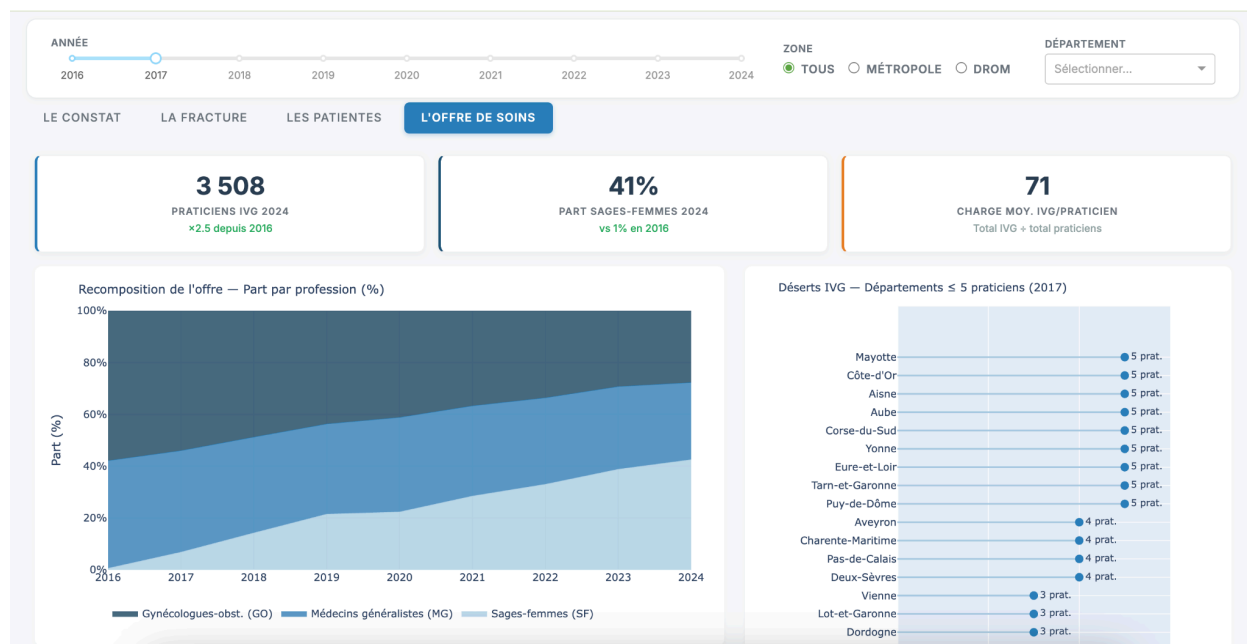 ANNÉE
2016 2017 2018 2019 2020 2021 2022 2023 2024
ZONE
TOUS MÉTROPOLE DROM
DÉPARTEMENT
Sélectionner...
LE CONSTAT LA FRACTURE LES PATIENTES L'OFFRE DE SOINS
3 508
PRATICIENS IVG 2024
×2.5 depuis 2016
41%
PART SAGES-FEMMES 2024
vs 1% en 2016
71
CHARGE MOY. IVG/PRATICIEN
Total IVG ÷ total praticiens
Recomposition de l'offre — Part par profession (%)
Part (%)
100%
80%
60%
40%
20%
0%
2016 2017 2018 2019 2020 2021 2022 2023 2024
Gynécologues-obst. (GO) Médecins généralistes (MG) Sages-femmes (SF)
Déserts IVG — Départements ≤ 5 praticiens (2017)
Mayotte 5 prat.
Côte-d'Or 5 prat.
Aisne 5 prat.
Aube 5 prat.
Corse-du-Sud 5 prat.
Yonne 5 prat.
Eure-et-Loir 5 prat.
Tarn-et-Garonne 5 prat.
Puy-de-Dôme 5 prat.
Aveyron 4 prat.
Charente-Maritime 4 prat.
Pas-de-Calais 4 prat.
Deux-Sèvres 4 prat.
Vienne 3 prat.
Lot-et-Garonne 3 prat.
Dordogne 3 prat.